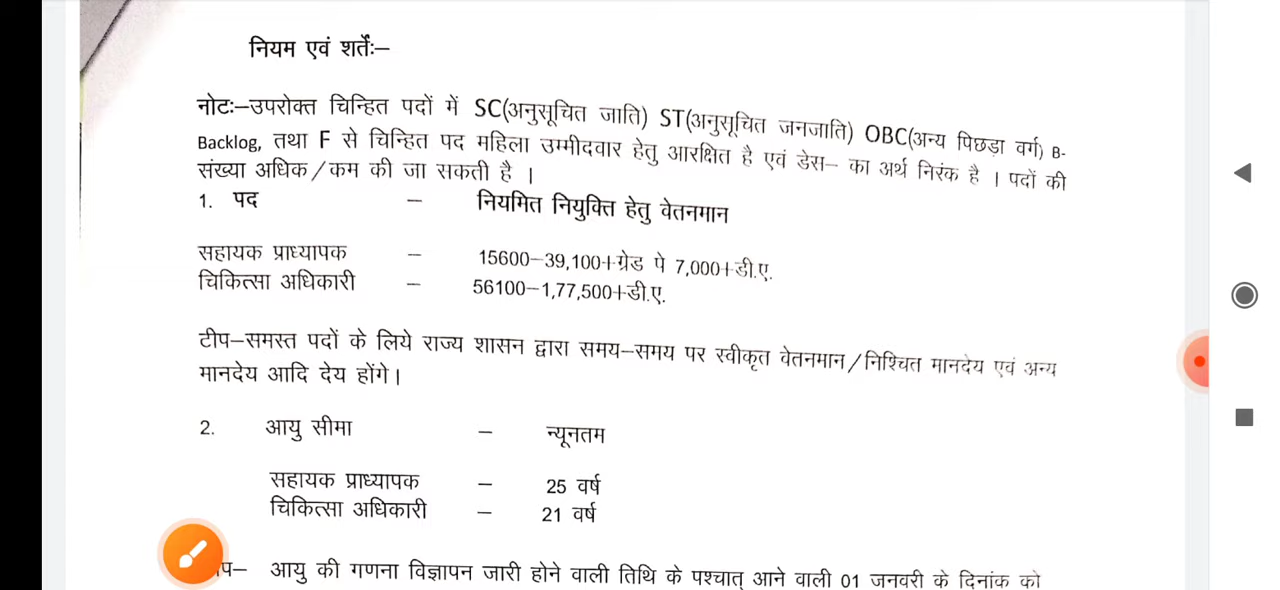 नियम एवं शर्तेंः–
नोटः–उपरोक्त चिन्हित पदों में SC(अनुसूचित जाति) ST(अनुसूचित जनजाति) OBC(अन्य पिछड़ा वर्ग) B-
Backlog, तथा F से चिन्हित पद महिला उम्मीदवार हेतु आरक्षित है एवं डेस– का अर्थ निरंक है । पदों की
संख्या अधिक/कम की जा सकती है ।
1. पद – नियमित नियुक्ति हेतु वेतनमान
सहायक प्राध्यापक – 15600–39,100+ग्रेड पे 7,000+डी.ए.
चिकित्सा अधिकारी – 56100–1,77,500+डी.ए.
टीप–समस्त पदों के लिये राज्य शासन द्वारा समय–समय पर स्वीकृत वेतनमान/निश्चित मानदेय एवं अन्य
मानदेय आदि देय होंगे।
2. आयु सीमा – न्यूनतम
सहायक प्राध्यापक – 25 वर्ष
चिकित्सा अधिकारी – 21 वर्ष
आयु की गणना विज्ञापन जारी होने वाली तिथि के पश्चात् आने वाली 01 जनवरी के दिनांक को